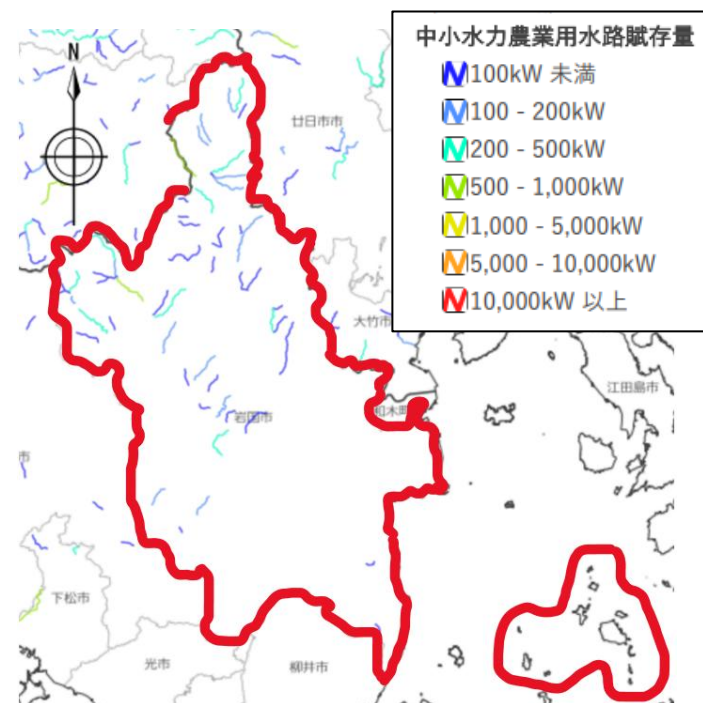 中小水力農業用水路賦存量
100kW 未満
100 - 200kW
200 - 500kW
500 - 1,000kW
1,000 - 5,000kW
5,000 - 10,000kW
10,000kW 以上
N
廿日市市
大竹市
江田島市
和木町
岩国市
市
下松市
光市
柳井市